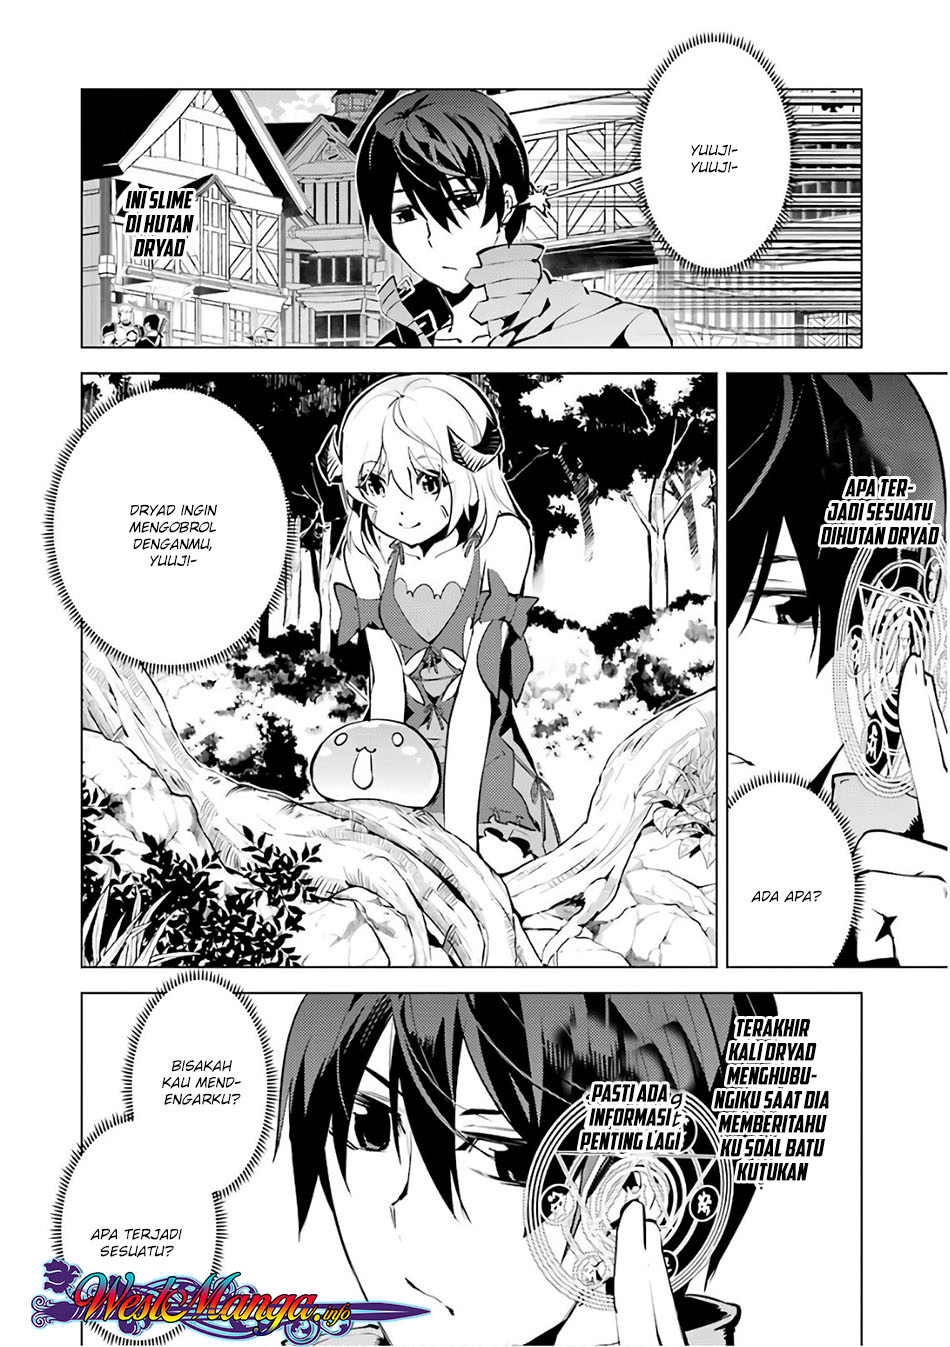 YUUJI-
YUUJI-
INI SLIME
DI HUTAN
DRYAD
APA TER-
JADI SESUATU
DIHUTAN DRYAD
ADA APA?
DRYAD INGIN
MENGOBROL
DENGANMU,
YUUJI-
TERAKHIR
KALI DRYAD
MENGHUBU-
NGIKU SAAT DIA
MEMBERITAHU
KU SOAL BATU
KUTUKAN
PASTI ADA
INFORMASI
PENTING LAGI
BISAKAH
KAU MEND-
ENGARKU?
APA TERJADI
SESUATU?
WestManga.info